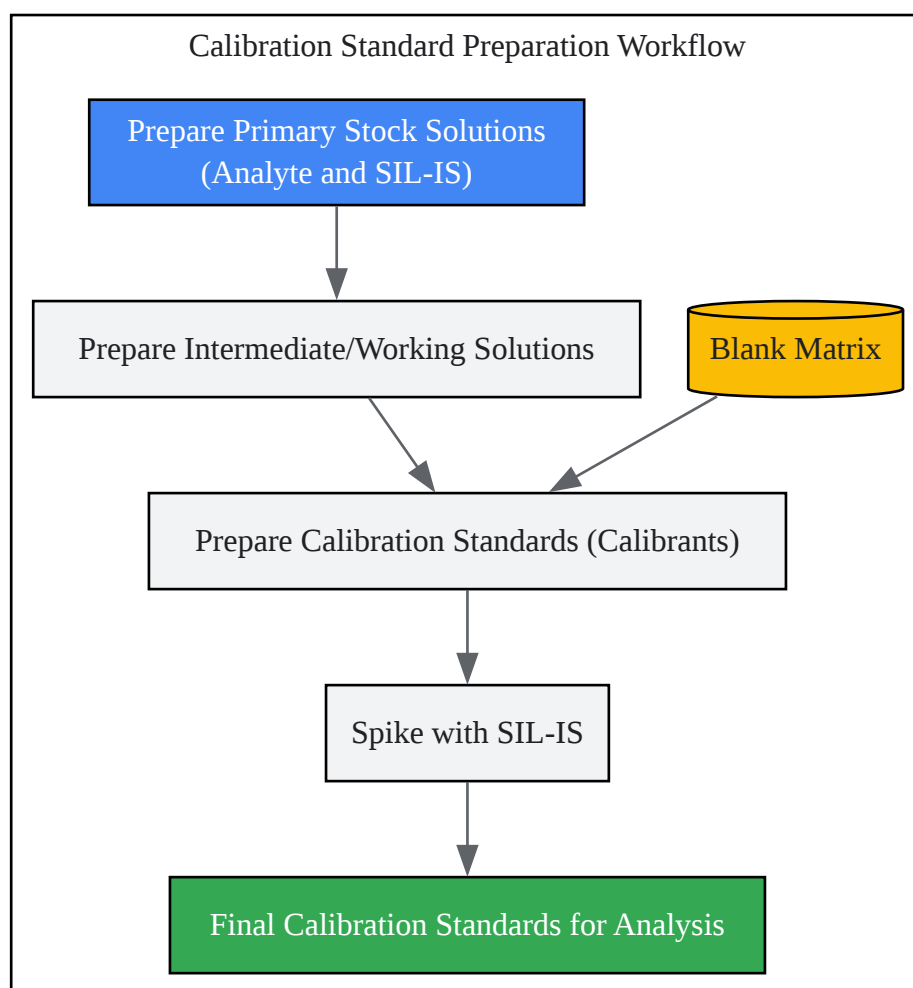 Calibration Standard Preparation Workflow
Prepare Primary Stock Solutions
(Analyte and SIL-IS)
Prepare Intermediate/Working Solutions
Blank Matrix
Prepare Calibration Standards (Calibrants)
Spike with SIL-IS
Final Calibration Standards for Analysis